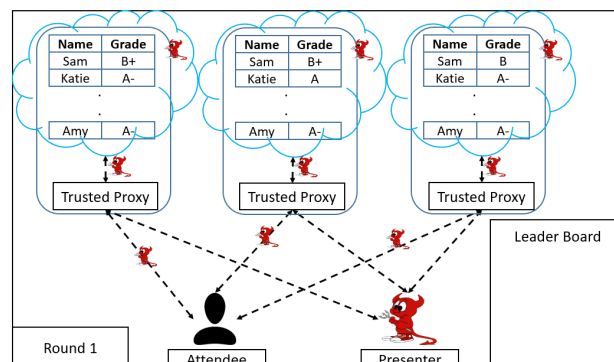 Name Grade
Sam B+
Katie A-
.
.
Amy A-
Trusted Proxy
Name Grade
Sam B+
Katie A
.
.
Amy A-
Trusted Proxy
Name Grade
Sam B
Katie A-
.
.
Amy A-
Trusted Proxy
Leader Board
Round 1
Attendee
Presenter